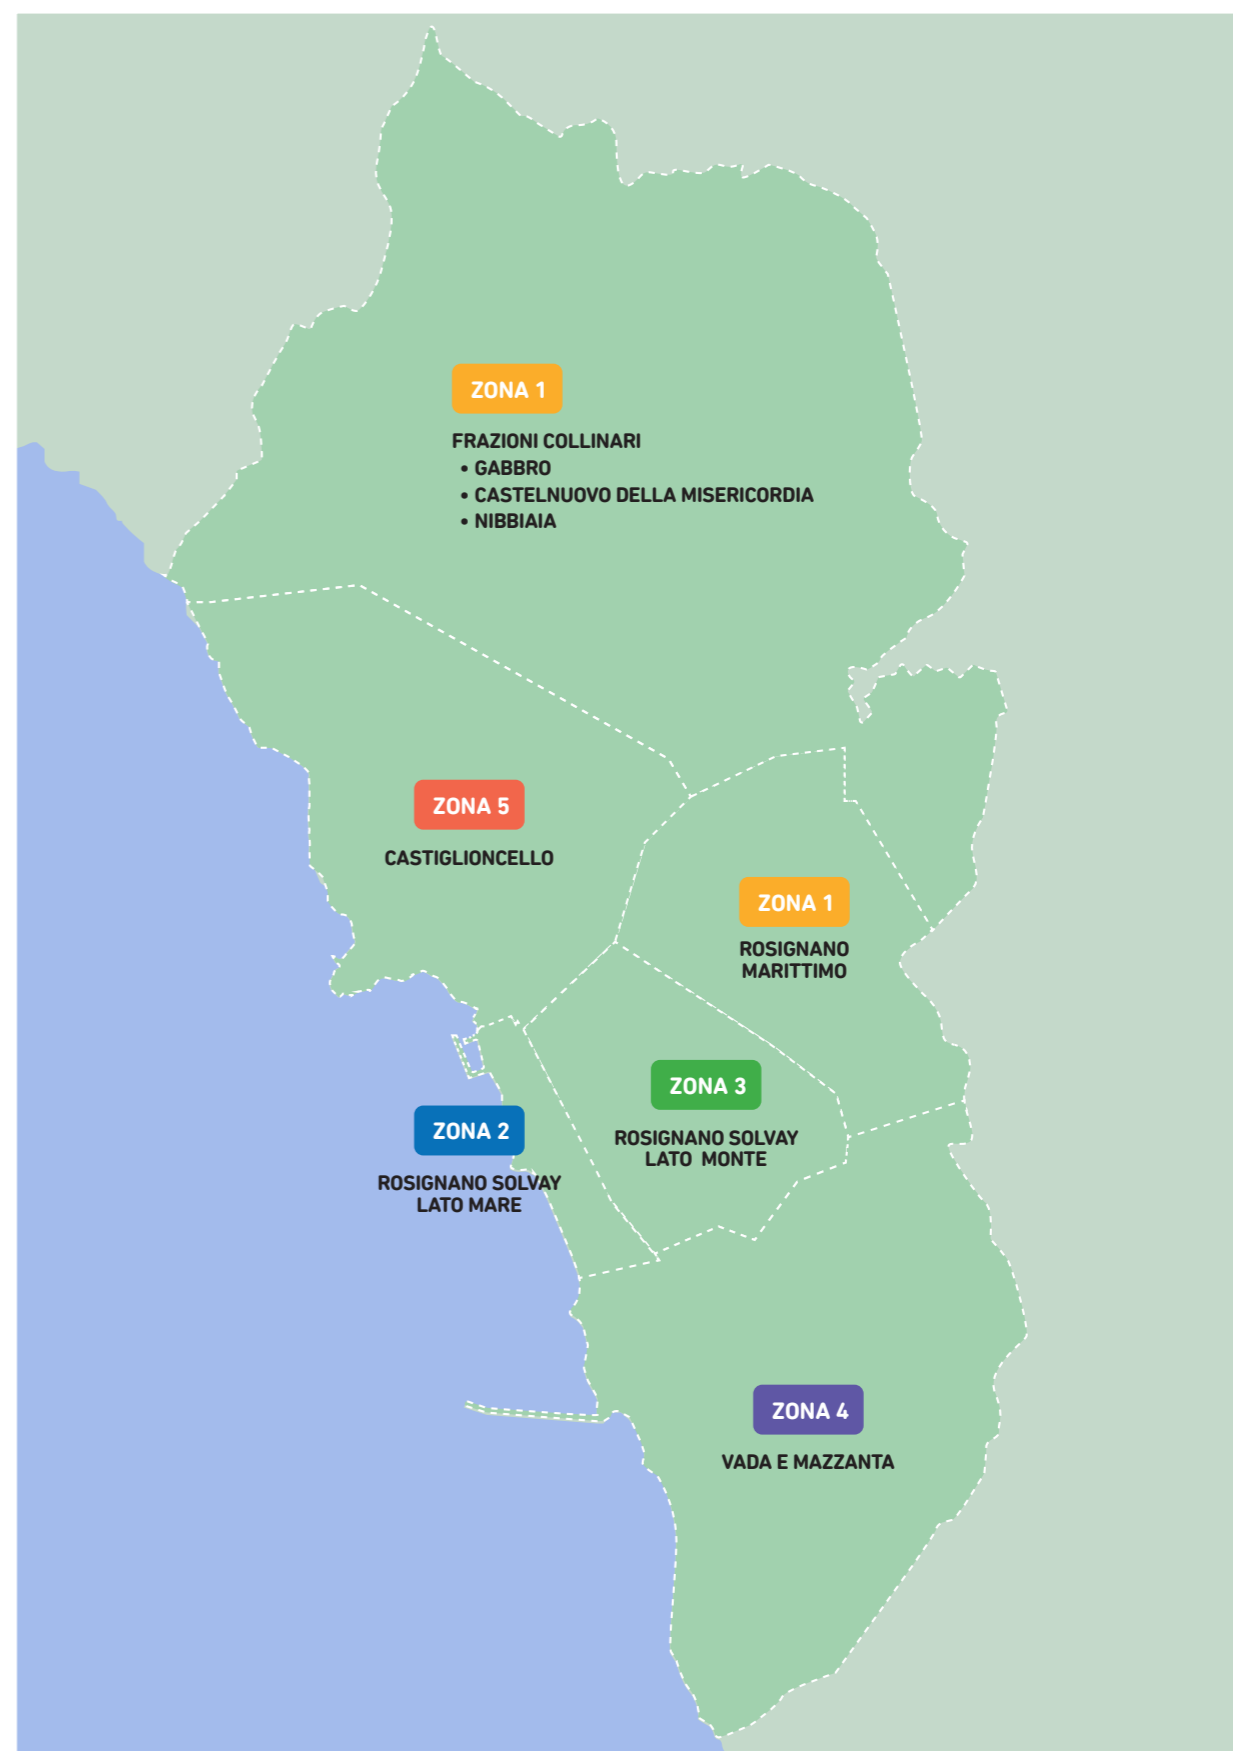 ZONA 1
FRAZIONI COLLINARI
• GABBRO
• CASTELNUOVO DELLA MISERICORDIA
• NIBBIAIA
ZONA 5
CASTIGLIONCELLO
ZONA 1
ROSIGNANO
MARITTIMO
ZONA 3
ROSIGNANO SOLVAY
LATO MONTE
ZONA 2
ROSIGNANO SOLVAY
LATO MARE
ZONA 4
VADA E MAZZANTA